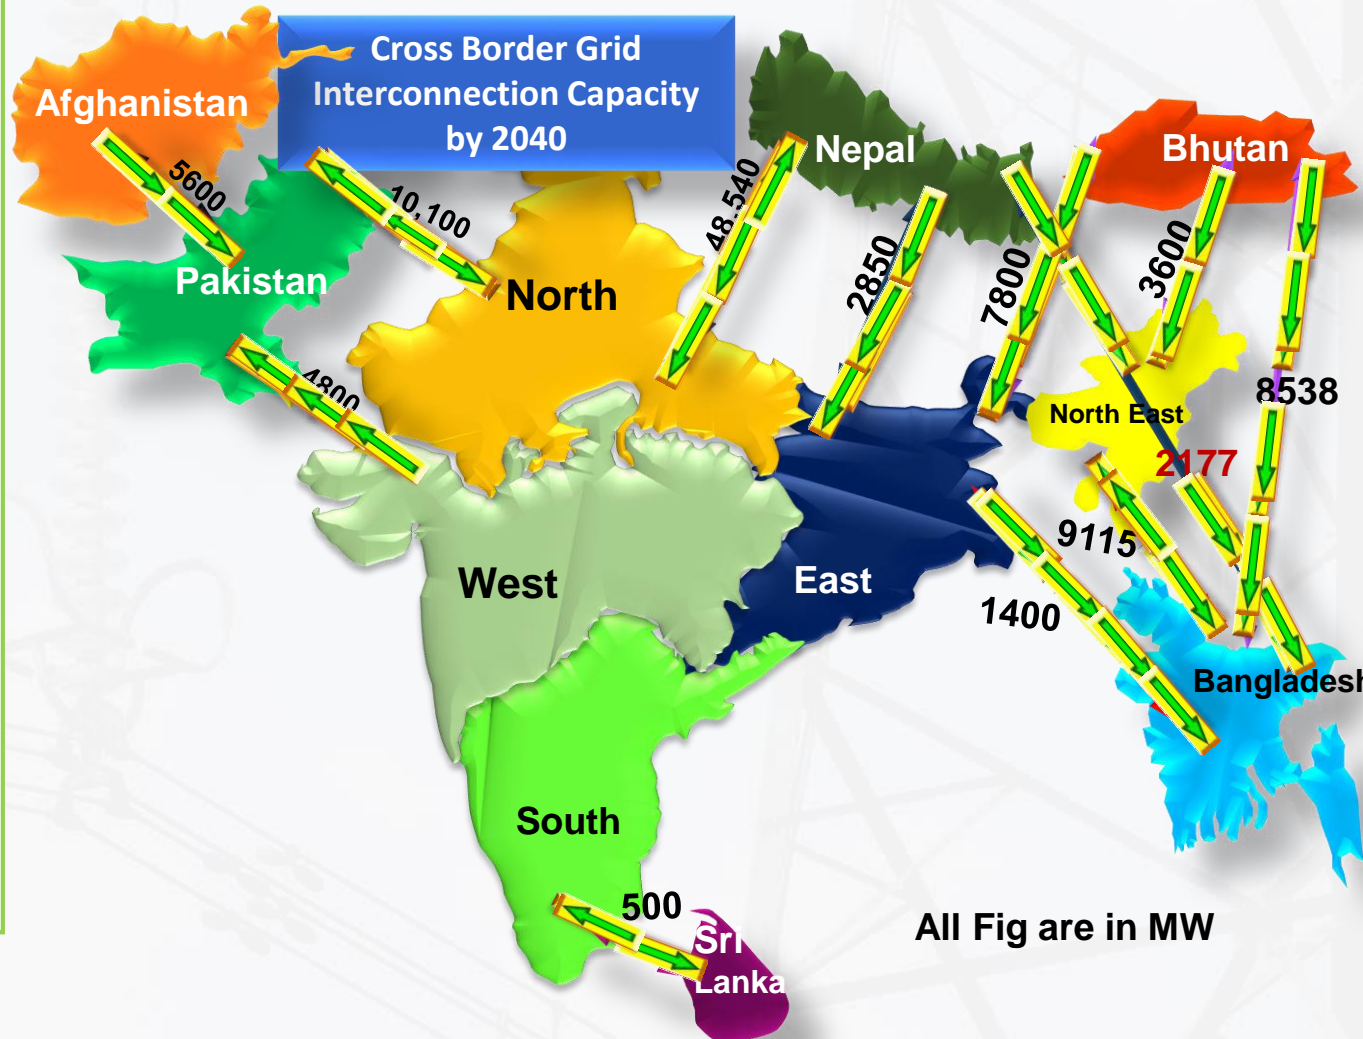 Cross Border Grid
Interconnection Capacity
by 2040
Afghanistan
Nepal
Bhutan
5600
10,100
48,540
2850
7800
3600
Pakistan
North
4800
8538
North East
2177
9115
West
East
1400
Bangladesh
South
500
Sri
Lanka
All Fig are in MW